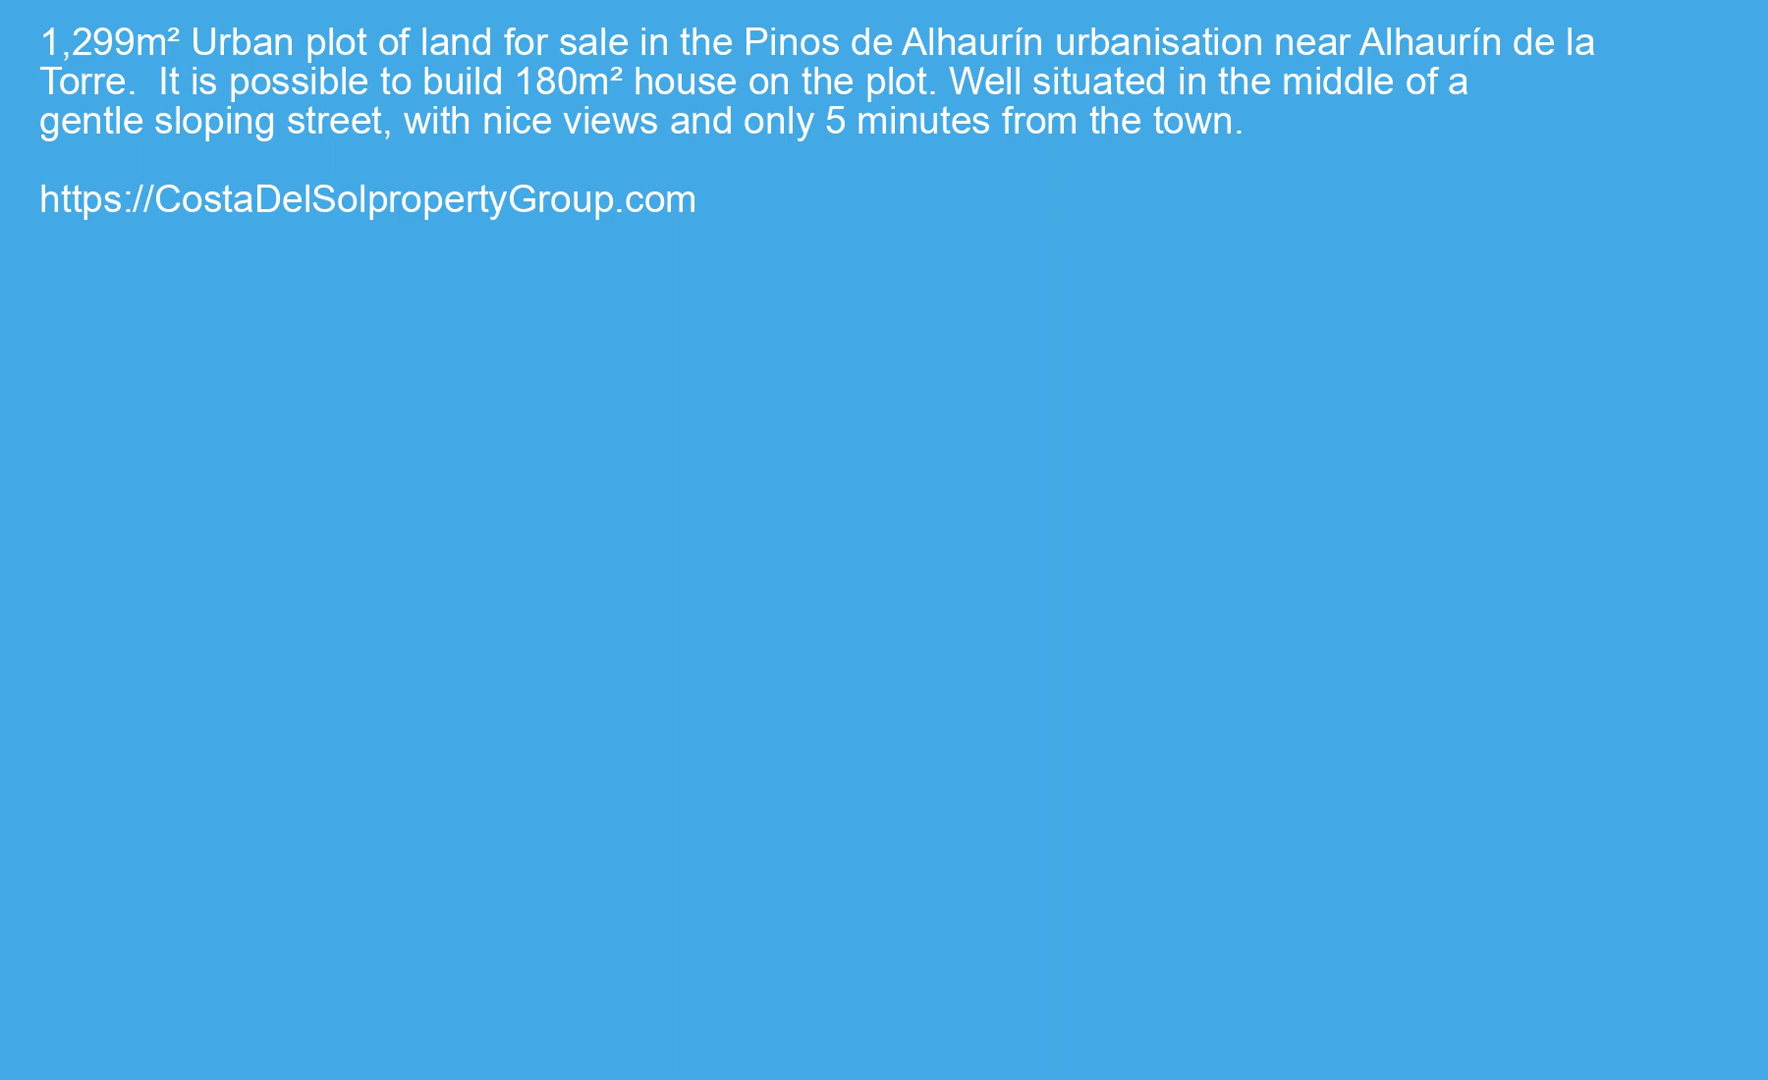 1,299m² Urban plot of land for sale in the Pinos de Alhaurín urbanisation near Alhaurín de la
Torre.  It is possible to build 180m² house on the plot. Well situated in the middle of a
gentle sloping street, with nice views and only 5 minutes from the town.
https://CostaDelSolpropertyGroup.com